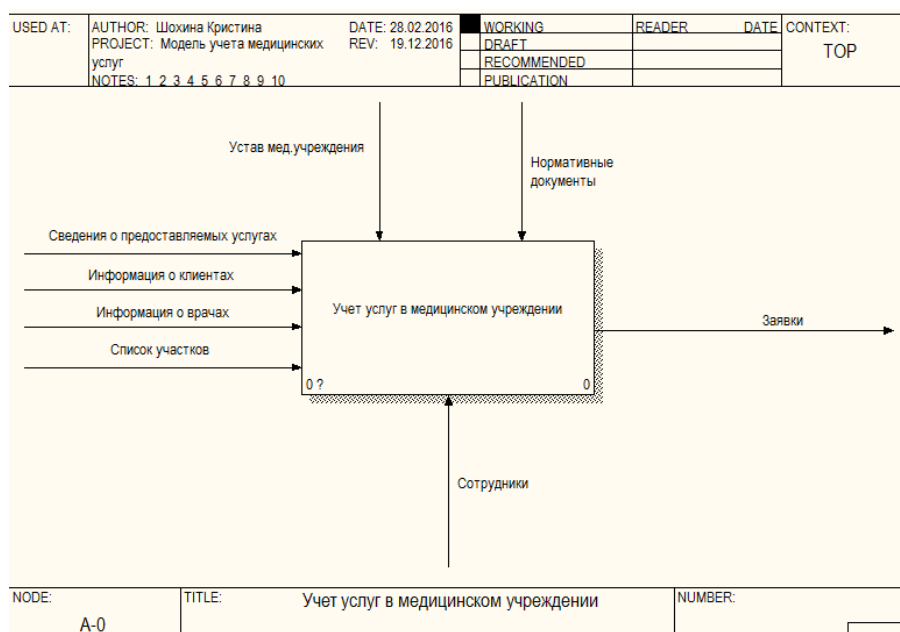 USED AT:
AUTHOR: Шохина Кристина
DATE: 28.02.2016
WORKING
READER
DATE
CONTEXT:
PROJECT: Модель учета медицинских
REV: 19.12.2016
DRAFT
TOP
услуг
RECOMMENDED
NOTES: 1 2 3 4 5 6 7 8 9 10
PUBLICATION
Устав мед.учреждения
Нормативные
документы
Сведения о предоставляемых услугах
Информация о клиентах
Информация о врачах
Список участков
Учет услуг в медицинском учреждении
0 ?
0
Заявки
Сотрудники
NODE:
TITLE:
Учет услуг в медицинском учреждении
NUMBER:
A-0